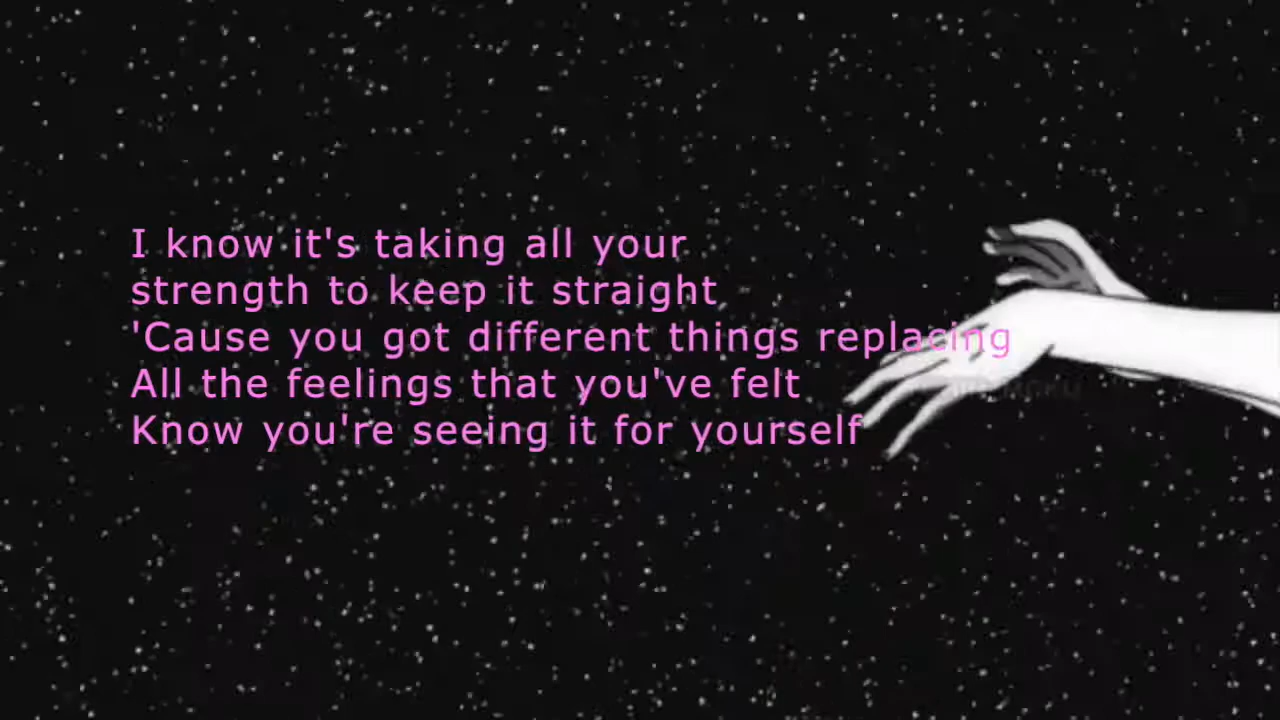 I know it's taking all your
strength to keep it straight
'Cause you got different things replacing
All the feelings that you've felt
Know you're seeing it for yourself